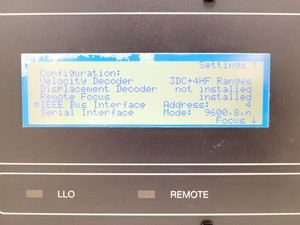 Settings ↑
Configuration:
Velocity Decoder 3DC+4HF Ranges
Displacement Decoder not installed
Remote Focus installed
IEEE Bus Interface Address: 4
Serial Interface Mode: 9600,8,n
Focus ↓
LLO REMOTE